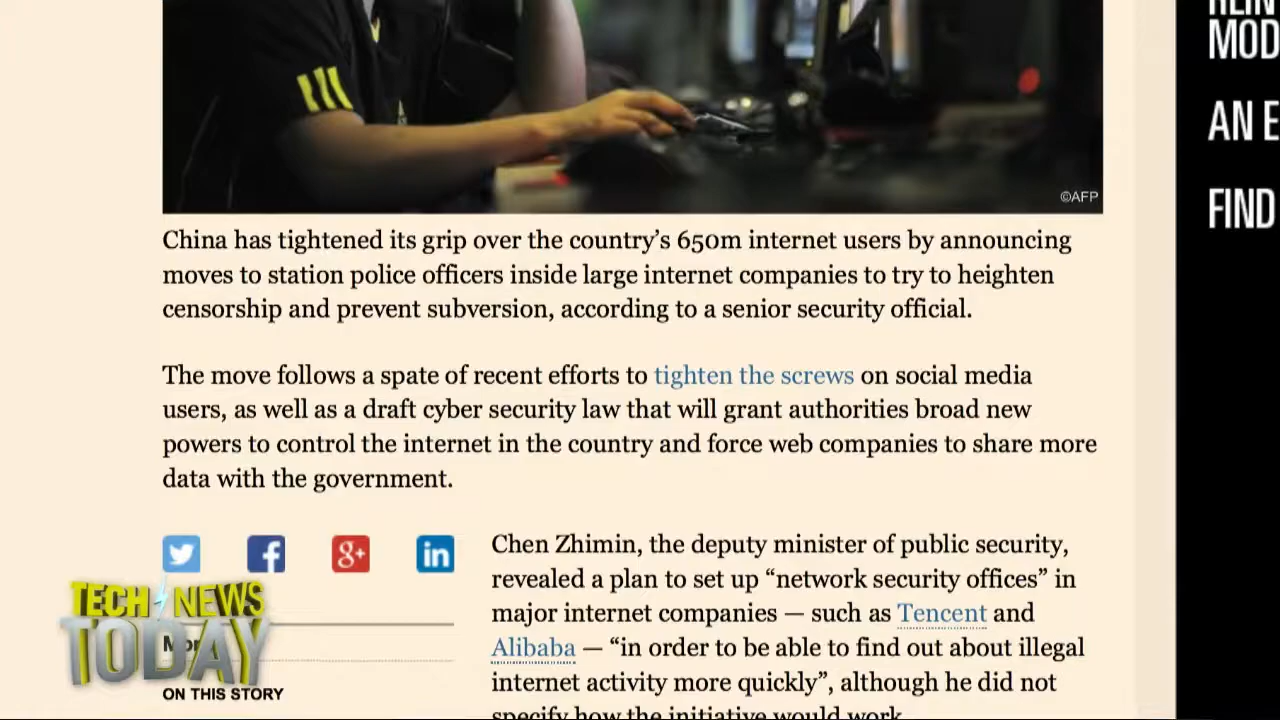 REIN
MOD
AN E
FIND
©AFP
China has tightened its grip over the country’s 650m internet users by announcing
moves to station police officers inside large internet companies to try to heighten
censorship and prevent subversion, according to a senior security official.
The move follows a spate of recent efforts to tighten the screws on social media
users, as well as a draft cyber security law that will grant authorities broad new
powers to control the internet in the country and force web companies to share more
data with the government.
Chen Zhimin, the deputy minister of public security,
revealed a plan to set up “network security offices” in
major internet companies — such as Tencent and
Alibaba — “in order to be able to find out about illegal
internet activity more quickly”, although he did not
specify how the initiative would work
f
g+
in
TECH NEWS
TODAY
ON THIS STORY